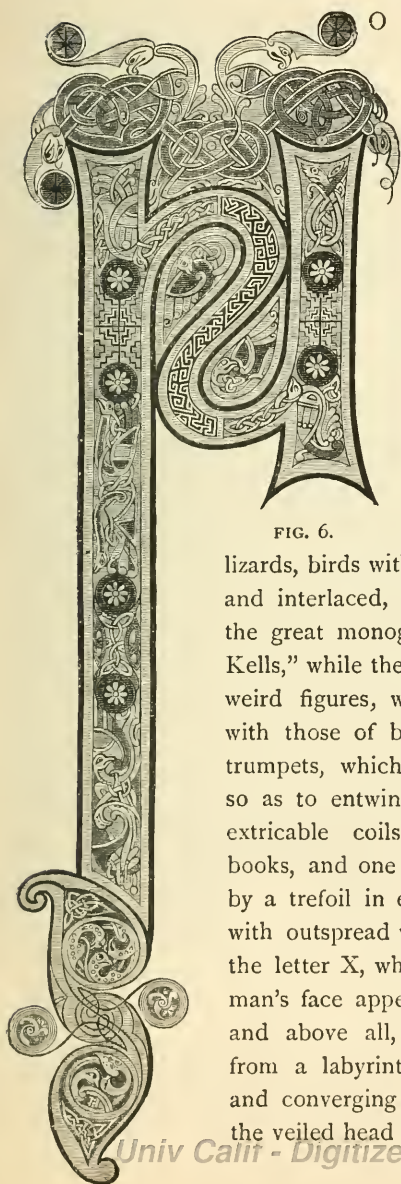 O
FIG. 6.
lizards, birds wit
and interlaced,
the great monog
Kells,” while the
weird figures, w
with those of b
trumpets, which
so as to entwin
extricable coils
books, and one
by a trefoil in e
with outspread
the letter X, wh
man's face appe
and above all,
from a labyrint
and converging
the veiled head
Univ Calif - Digitize